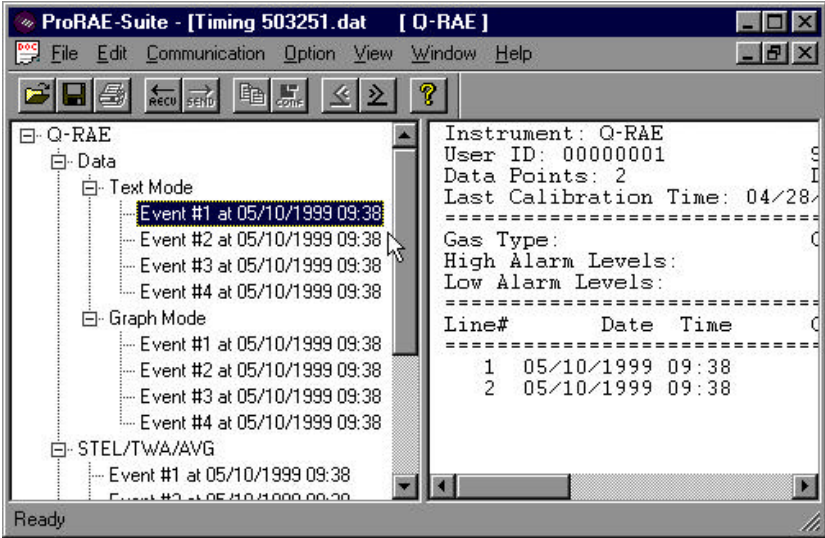 ProRAE-Suite - [Timing 503251.dat [ Q-RAE ]
File Edit Communication Option View Window Help
RECV SEND
Q-RAE
Data
Text Mode
Event #1 at 05/10/1999 09:38
Event #2 at 05/10/1999 09:38
Event #3 at 05/10/1999 09:38
Event #4 at 05/10/1999 09:38
Graph Mode
Event #1 at 05/10/1999 09:38
Event #2 at 05/10/1999 09:38
Event #3 at 05/10/1999 09:38
Event #4 at 05/10/1999 09:38
STEL/TWA/AVG
Event #1 at 05/10/1999 09:38
Instrument: Q-RAE
User ID: 00000001
Data Points: 2
Last Calibration Time: 04/28/
===================================
Gas Type:
High Alarm Levels:
Low Alarm Levels:
===================================
Line# Date Time
===================================
1 05/10/1999 09:38
2 05/10/1999 09:38
Ready